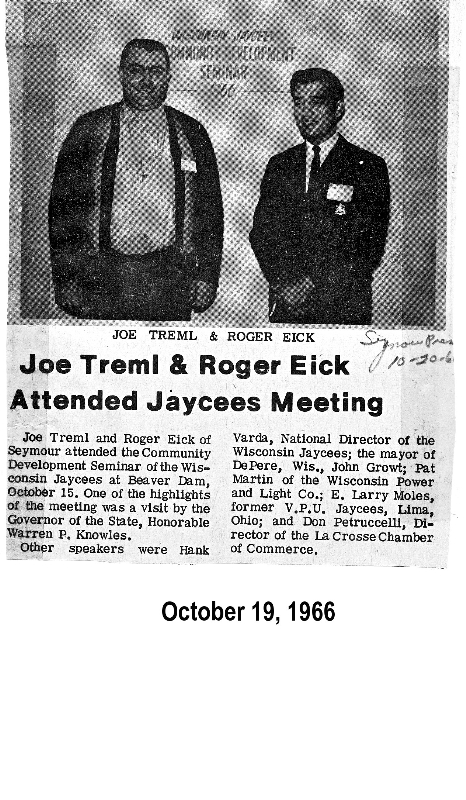 WISCONSIN JAYCEES
DEVELOPMENT
SEMINAR
JOE TREML & ROGER EICK
Joe Treml & Roger Eick
Attended Jaycees Meeting
Joe Treml and Roger Eick of
Seymour attended the Community
Development Seminar of the Wis-
consin Jaycees at Beaver Dam,
October 15. One of the highlights
of the meeting was a visit by the
Governor of the State, Honorable
Warren P. Knowles.
Other speakers were Hank
Varda, National Director of the
Wisconsin Jaycees; the mayor of
DePere, Wis., John Growt; Pat
Martin of the Wisconsin Power
and Light Co.; E. Larry Moles,
former V.P.U. Jaycees, Lima,
Ohio; and Don Petruccelli, Di-
rector of the La Crosse Chamber
of Commerce.
October 19, 1966